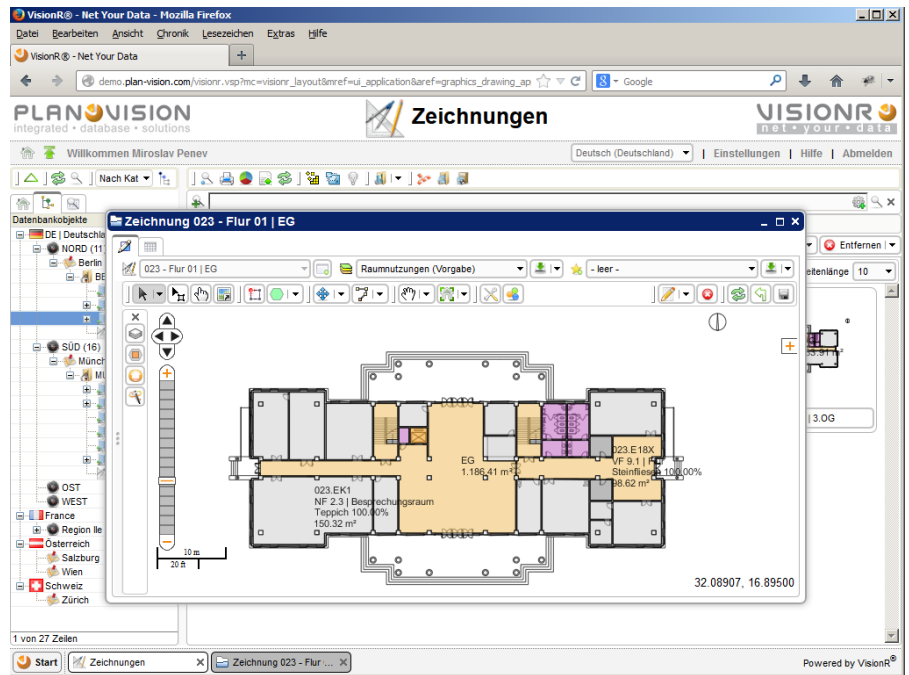 VisionR® - Net Your Data - Mozilla Firefox
Datei Bearbeiten Ansicht Chronik Lesezeichen Extras Hilfe
VisionR® - Net Your Data
demo.plan-vision.com/visionr.vsp?mc=visionr_layout&mref=ui_application&aref=graphics_drawing_ap
Google
PLAN VISION
integrated • database • solutions
Zeichnungen
VISIONR
net • your • data
Willkommen Miroslav Penev
Deutsch (Deutschland) | Einstellungen | Hilfe | Abmelden
Nach Kat
Datenbankobjekte
DE | Deutschla
NORD (11)
Berlin
BE
SÜD (16)
Münch
MU
OST
WEST
France
Region Ile
Österreich
Salzburg
Wien
Schweiz
Zürich
1 von 27 Zeilen
Entfernen
eitenlänge 10
| 3.OG
Zeichnung 023 - Flur 01 | EG
023 - Flur 01 | EG
Raumnutzungen (Vorgabe)
- leer -
EG
1.186,41 m²
023.E18X
VF 9.1 | F
Steinfliesen 100.00%
98.62 m²
023.EK1
NF 2.3 | Besprechungsraum
Teppich 100.00%
150.32 m²
10 m
20 ft
32.08907, 16.89500
Start
Zeichnungen
Zeichnung 023 - Flur ...
Powered by VisionR®